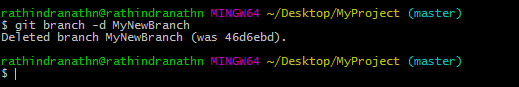 rathindranathn@rathindranathn MINGW64 ~/Desktop/MyProject (master)
$ git branch -d MyNewBranch
Deleted branch MyNewBranch (was 46d6ebd).
rathindranathn@rathindranathn MINGW64 ~/Desktop/MyProject (master)
$